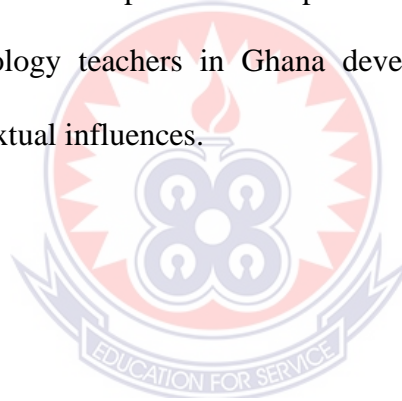 ology teachers in Ghana deve
xtual influences.
EDUCATION FOR SERVICE